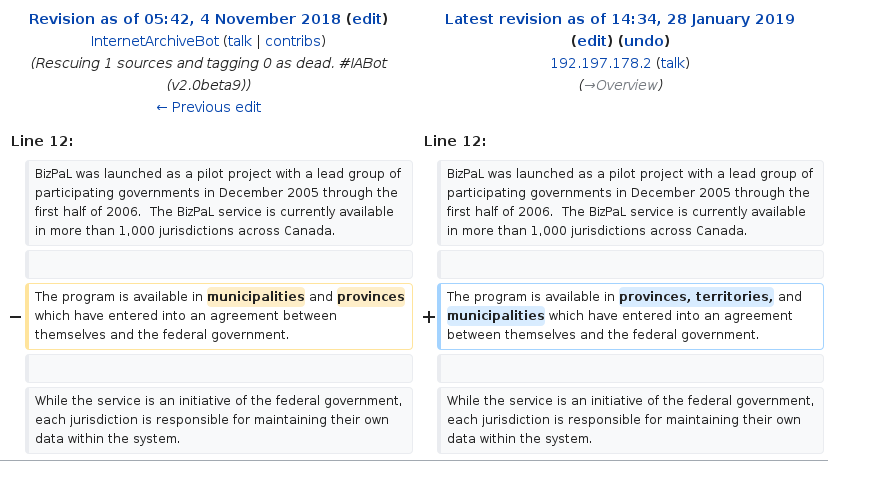 Revision as of 05:42, 4 November 2018 (edit)
InternetArchiveBot (talk | contribs)
(Rescuing 1 sources and tagging 0 as dead. #IABot
(v2.0beta9))
← Previous edit
Latest revision as of 14:34, 28 January 2019
(edit) (undo)
192.197.178.2 (talk)
(→Overview)
Line 12:
Line 12:
BizPaL was launched as a pilot project with a lead group of
participating governments in December 2005 through the
first half of 2006.  The BizPaL service is currently available
in more than 1,000 jurisdictions across Canada.
BizPaL was launched as a pilot project with a lead group of
participating governments in December 2005 through the
first half of 2006.  The BizPaL service is currently available
in more than 1,000 jurisdictions across Canada.
− The program is available in municipalities and provinces
which have entered into an agreement between
themselves and the federal government.
+ The program is available in provinces, territories, and
municipalities which have entered into an agreement
between themselves and the federal government.
While the service is an initiative of the federal government,
each jurisdiction is responsible for maintaining their own
data within the system.
While the service is an initiative of the federal government,
each jurisdiction is responsible for maintaining their own
data within the system.